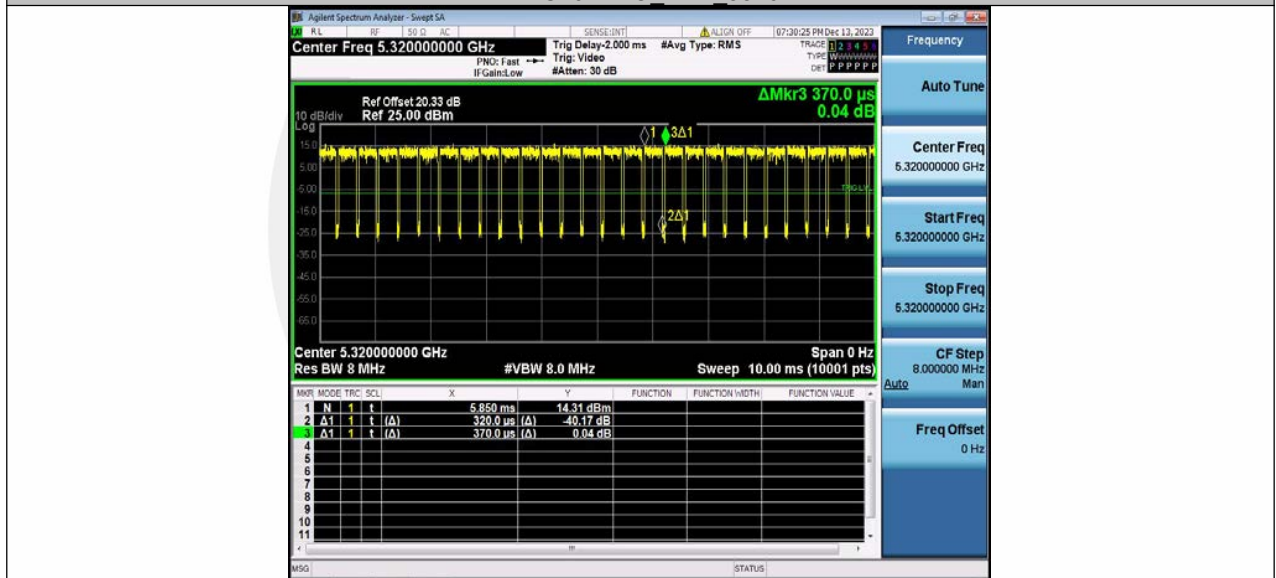 Agilent Spectrum Analyzer - Swept SA
RL RF 50 Ω AC SENSE:INT ALIGN OFF 07:30:25 PM Dec 13, 2023
Center Freq 5.320000000 GHz
PNO: Fast
IFGain:Low
Trig Delay-2.000 ms
Trig: Video
#Atten: 30 dB
#Avg Type: RMS
TRACE 1 2 3 4 5 6
TYPE WWWWWW
DET P P P P P P
ΔMkr3 370.0 µs
0.04 dB
Ref Offset 20.33 dB
10 dB/div Ref 25.00 dBm
Log
15.0
5.00
-5.00
-15.0
-25.0
-35.0
-45.0
-55.0
-65.0
1 3Δ1
2Δ1
TRIG LVL
Center 5.320000000 GHz Span 0 Hz
Res BW 8 MHz #VBW 8.0 MHz Sweep 10.00 ms (10001 pts)
MKR MODE TRC SCL X Y FUNCTION FUNCTION WIDTH FUNCTION VALUE
1 N 1 t 5.850 ms 14.31 dBm
2 Δ1 1 t (Δ) 320.0 µs (Δ) -40.17 dB
3 Δ1 1 t (Δ) 370.0 µs (Δ) 0.04 dB
4
5
6
7
8
9
10
11
MSG STATUS
Frequency
Auto Tune
Center Freq
5.320000000 GHz
Start Freq
5.320000000 GHz
Stop Freq
5.320000000 GHz
CF Step
8.000000 MHz
Auto Man
Freq Offset
0 Hz